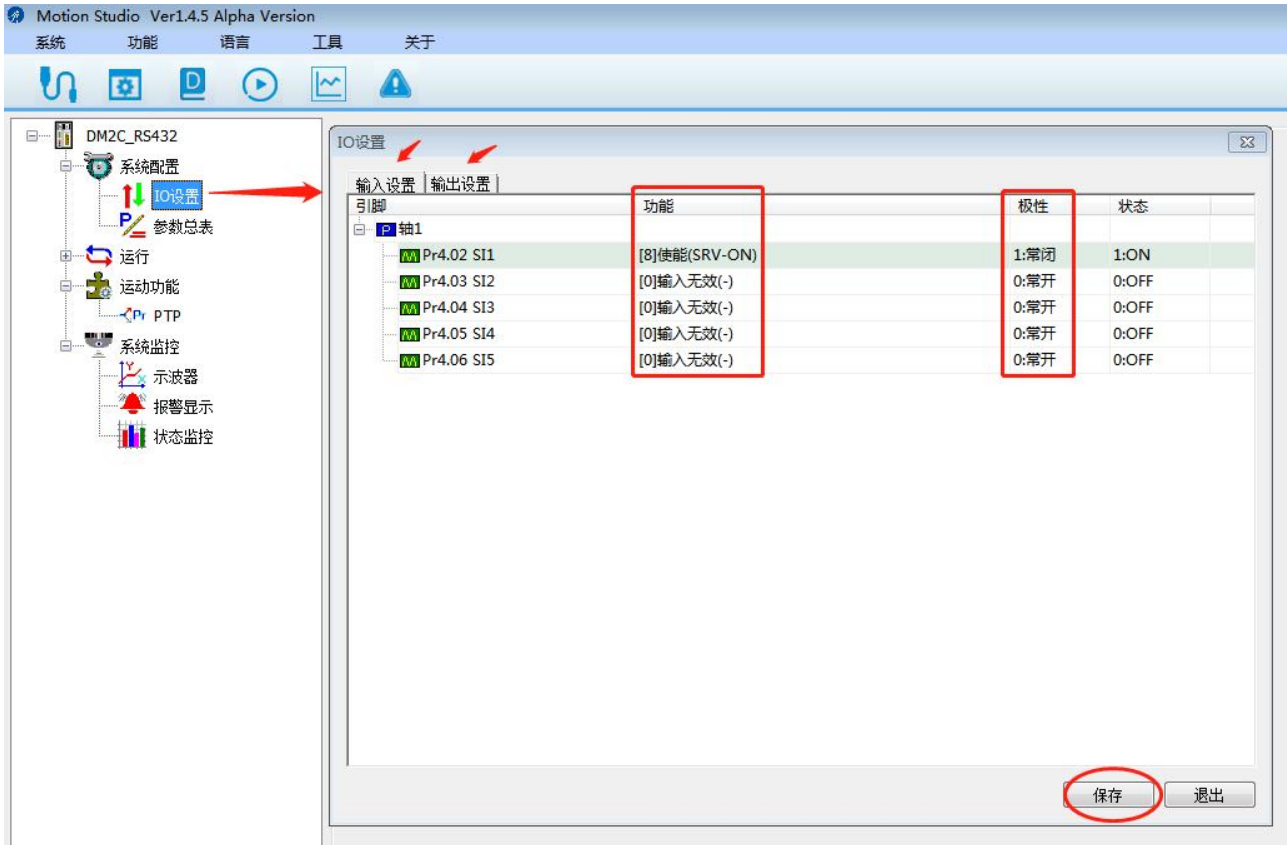 Motion Studio Ver1.4.5 Alpha Version
系统 功能 语言 工具 关于
DM2C_RS432
系统配置
IO设置
参数总表
运行
运动功能
PTP
系统监控
示波器
报警显示
状态监控
IO设置
输入设置 输出设置
引脚 功能 极性 状态
轴1
Pr4.02 SI1 [8]使能(SRV-ON) 1:常闭 1:ON
Pr4.03 SI2 [0]输入无效(-) 0:常开 0:OFF
Pr4.04 SI3 [0]输入无效(-) 0:常开 0:OFF
Pr4.05 SI4 [0]输入无效(-) 0:常开 0:OFF
Pr4.06 SI5 [0]输入无效(-) 0:常开 0:OFF
保存 退出